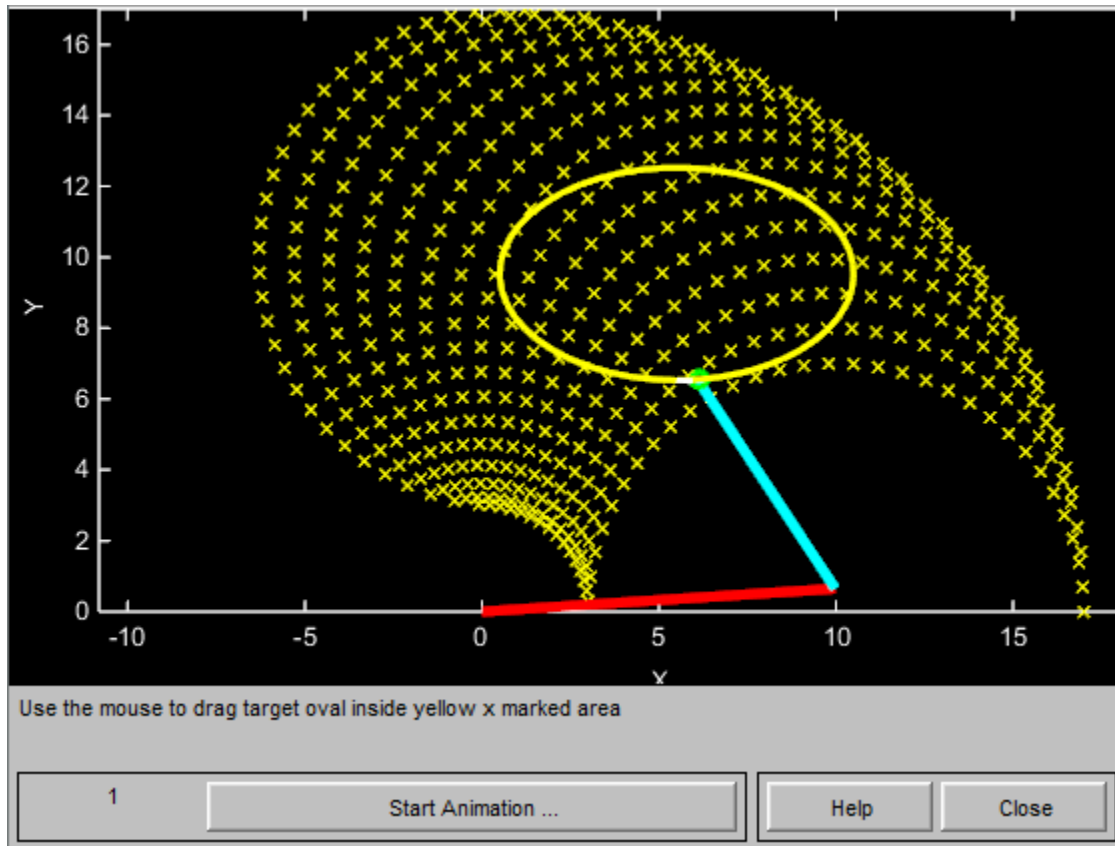 16
14
12
10
8
6
4
2
0
Y
-10 -5 0 5 10 15
X
Use the mouse to drag target oval inside yellow x marked area
1 Start Animation ... Help Close